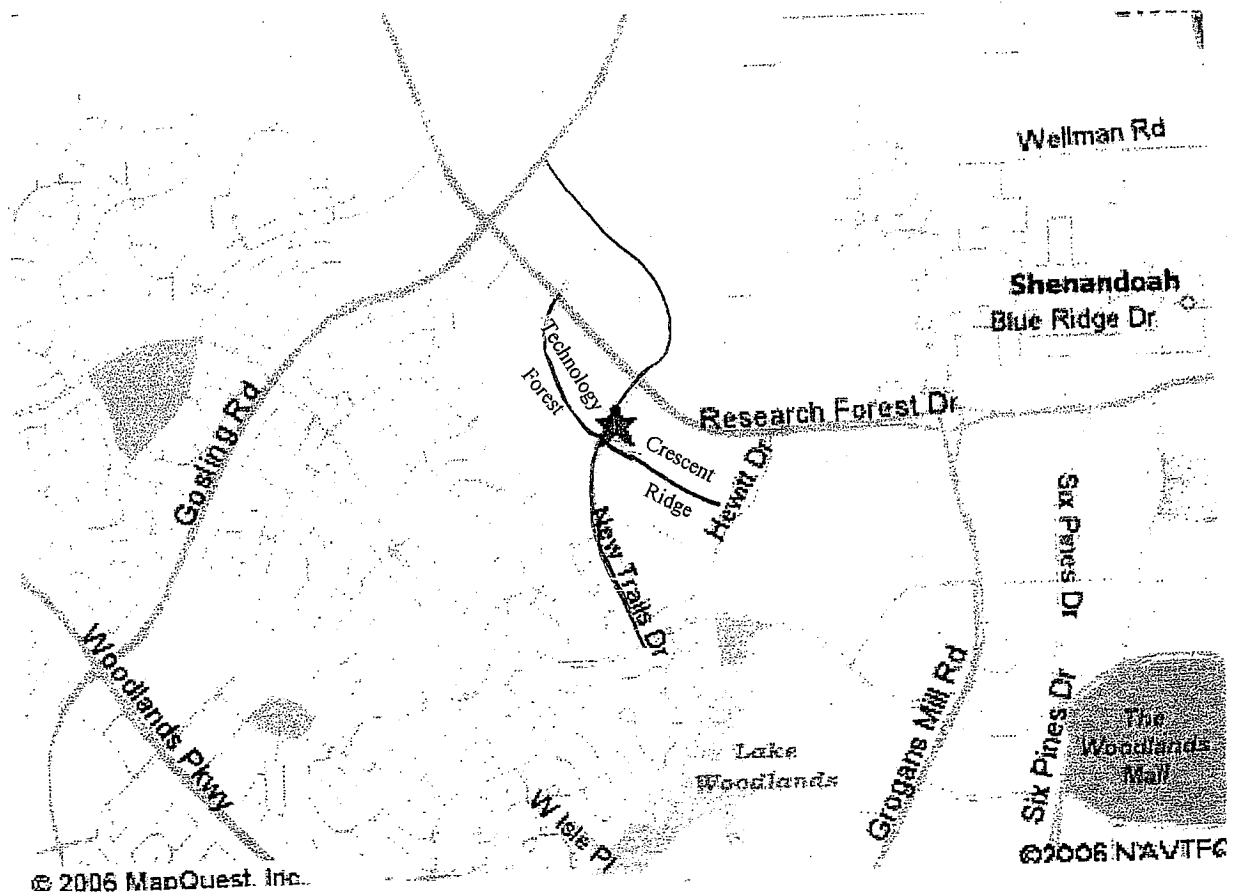 Wellman Rd
Shenandoah
Blue Ridge Dr
Technology
Forest
Research Forest Dr
Gosling Rd
Crescent
Ridge
Hewitt Dr
New Trails Dr
Six Pines Dr
Woodlands Pkwy
Grogans Mill Rd
Six Pines Dr
The
Woodlands
Mall
Lake
Woodlands
W Isle Pl
© 2006 MapQuest, Inc.
©2006 NAVTEQ